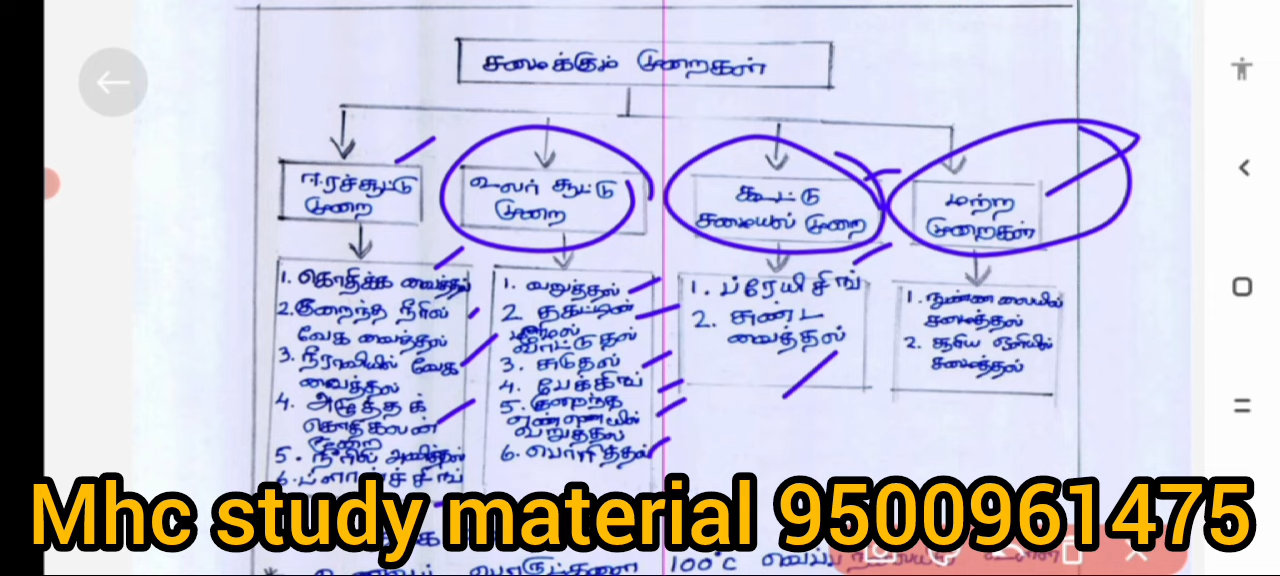 சமைக்கும் முறைகள்
ஈரச்சூட்டு
முறை
உலர் சூட்டு
முறை
கூட்டு
சமையல் முறை
மற்ற
முறைகள்
1. கொதிக்க வைத்தல்
2. குறைந்த நீரில்
வேக வைத்தல்
3. நீராவியில் வேக
வைத்தல்
4. அழுத்தக்
கொதிகலன்
முறை
5. நீரில் அமிழ்தல்
1. வறுத்தல்
2. தகட்டின்
மீதில்
வாட்டுதல்
3. சுடுதல்
4. பேக்கிங்
5. குறைந்த
எண்ணெயில்
வறுத்தல்
6. பொரித்தல்
1. ப்ரேயிசிங்
2. சுண்ட
வைத்தல்
1. நுண்ணலையில்
சமைத்தல்
2. சூரிய ஒளியில்
சமைத்தல்
Mhc study material 9500961475
100°C